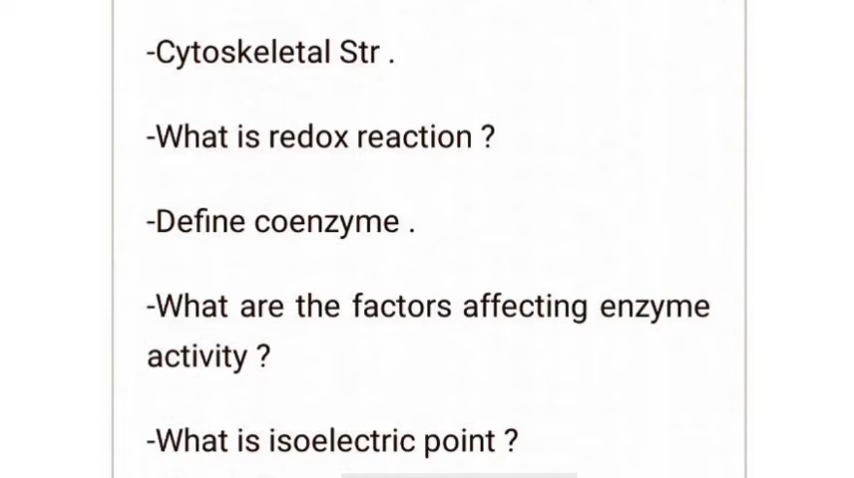 -Cytoskeletal Str .
-What is redox reaction ?
-Define coenzyme .
-What are the factors affecting enzyme
activity ?
-What is isoelectric point ?